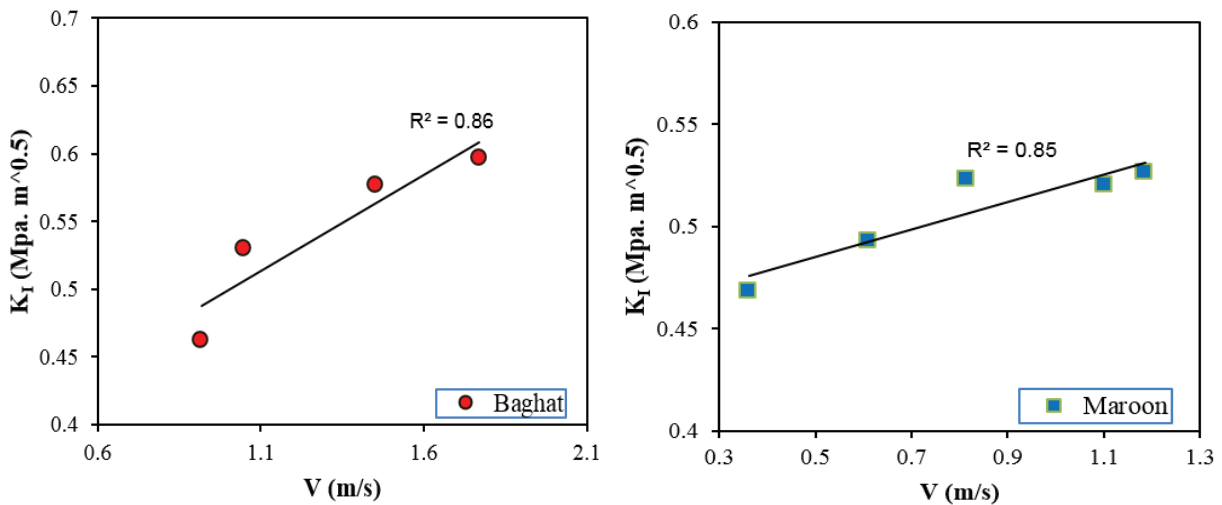 0.7
0.65
0.6
0.55
0.5
0.45
0.4
K_I (Mpa. m^0.5)
R² = 0.86
Baghat
0.6 1.1 1.6 2.1
V (m/s)
0.6
0.55
0.5
0.45
0.4
K_I (Mpa. m^0.5)
R² = 0.85
Maroon
0.3 0.5 0.7 0.9 1.1 1.3
V (m/s)